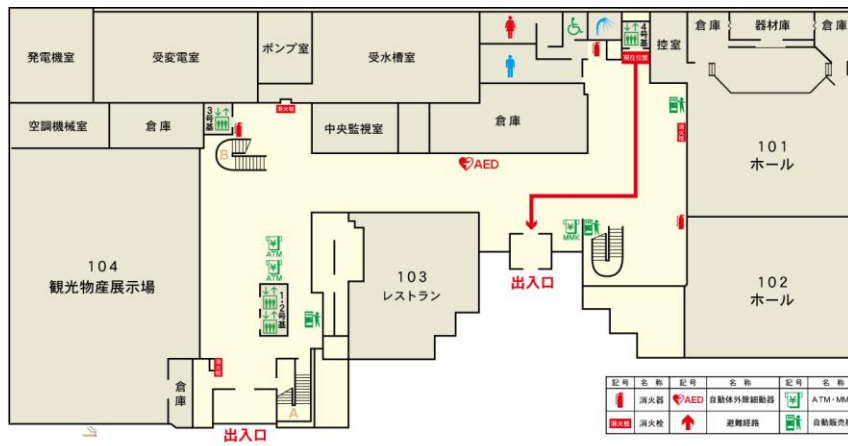 発電機室
受変電室
ポンプ室
受水槽室
4号基
現在位置
控室
倉庫
器材庫
倉庫
空調機械室
倉庫
3号基
消火栓
中央監視室
倉庫
消火栓
101
ホール
B
AED
104
観光物産展示場
ATM
ATM
1・2号基
103
レストラン
MMK
出入口
102
ホール
倉庫
消火栓
A
出入口
記号 名称 記号 名称 記号 名称
消火器 AED 自動体外除細動器 ATM・MM
消火栓 消火栓 避難経路 自動販売